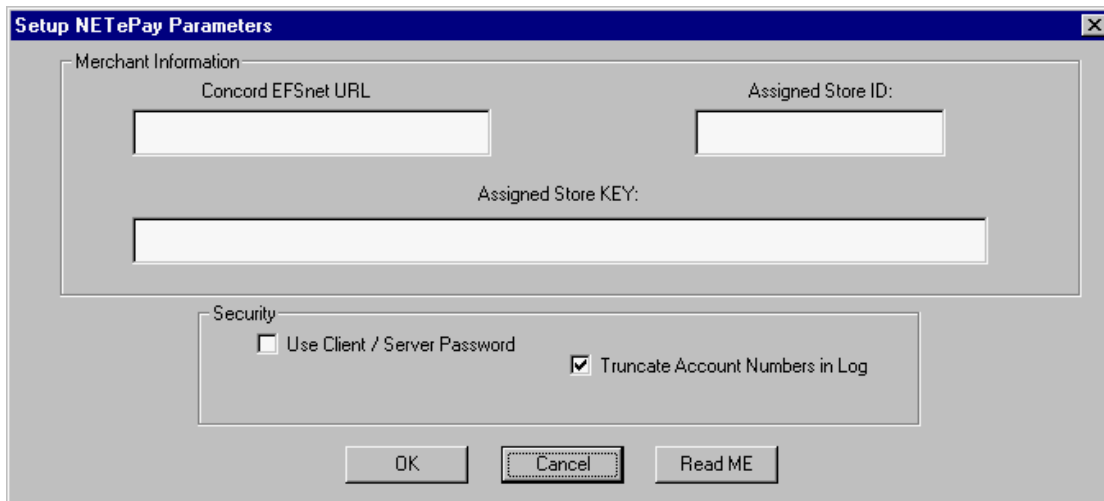 Setup NETePay Parameters
Merchant Information
Concord EFSnet URL
Assigned Store ID:
Assigned Store KEY:
Security
Use Client / Server Password
Truncate Account Numbers in Log
OK
Cancel
Read ME